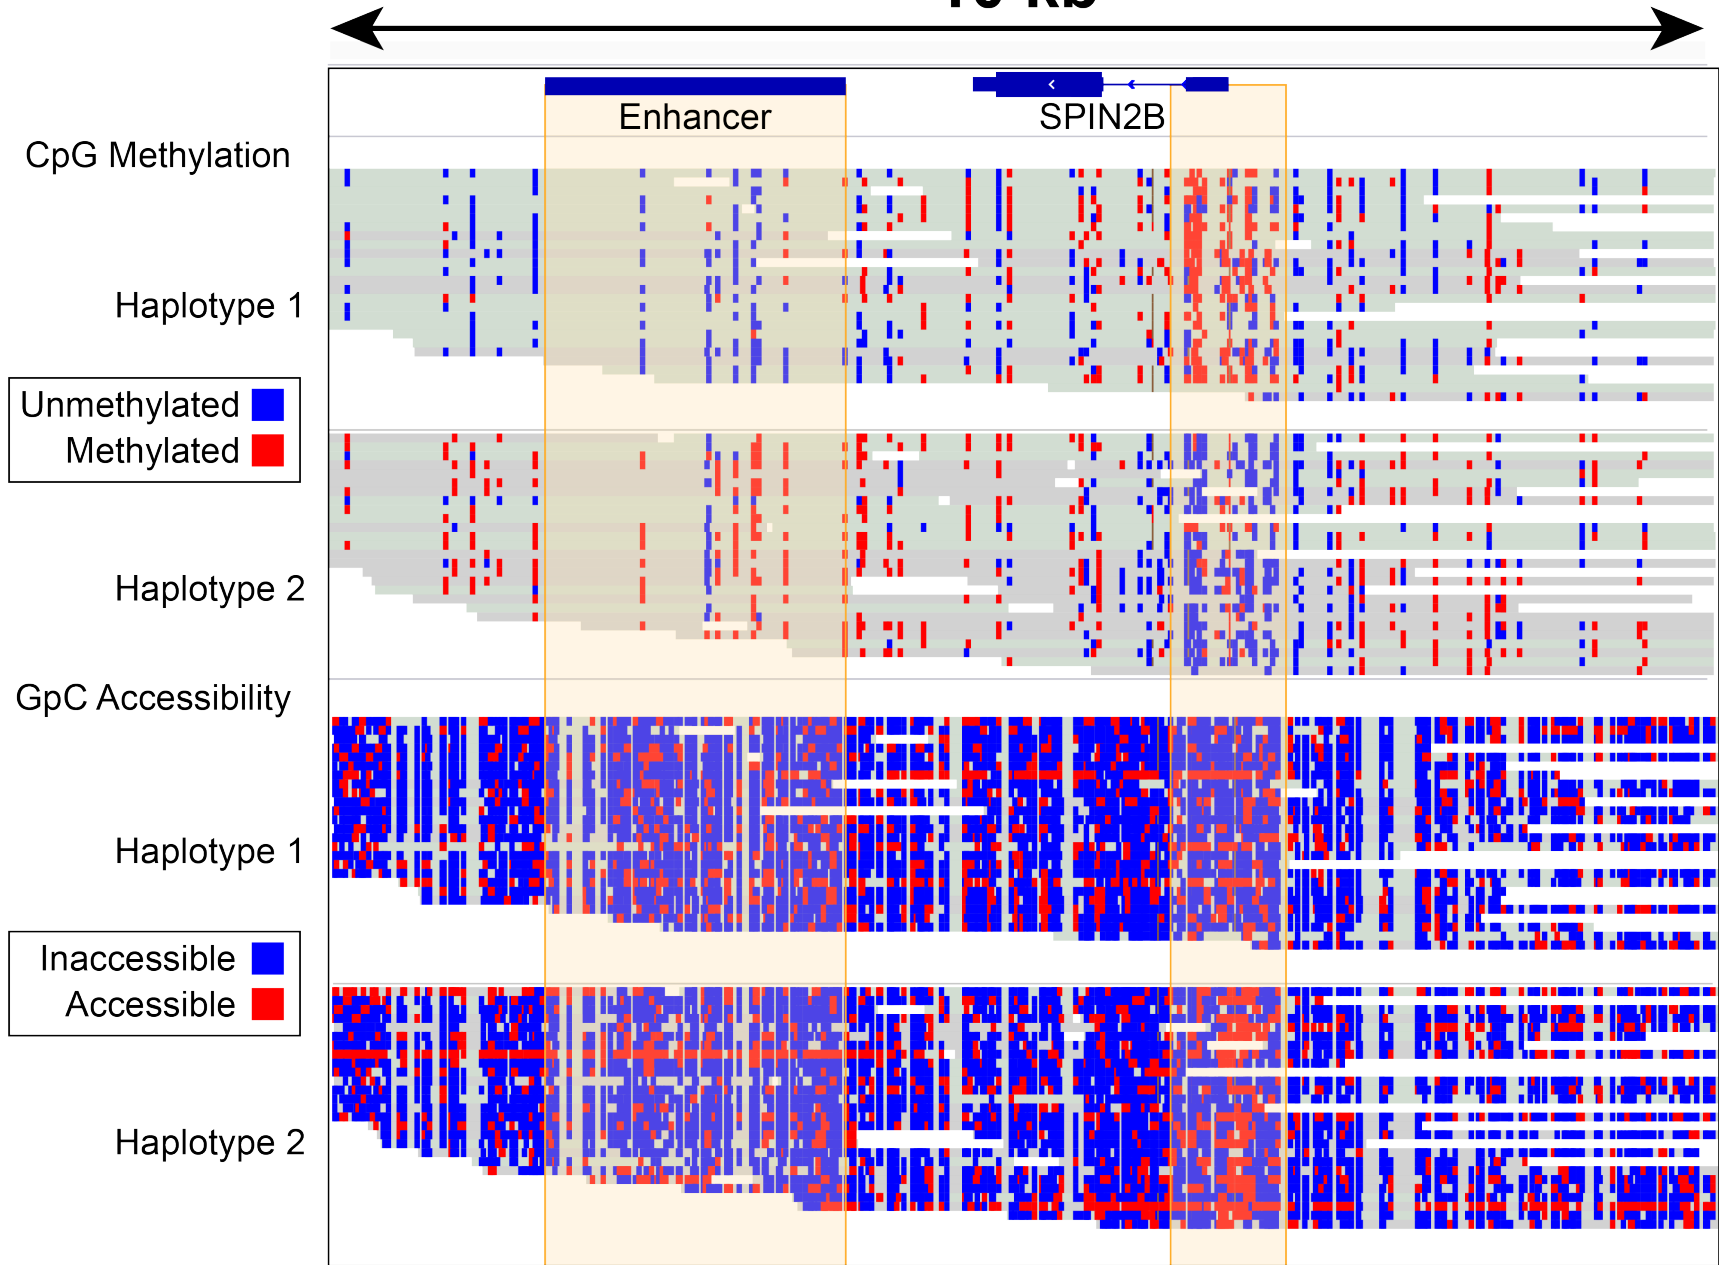 Enhancer
SPIN2B
CpG Methylation
Haplotype 1
Unmethylated
Methylated
Haplotype 2
GpC Accessibility
Haplotype 1
Inaccessible
Accessible
Haplotype 2